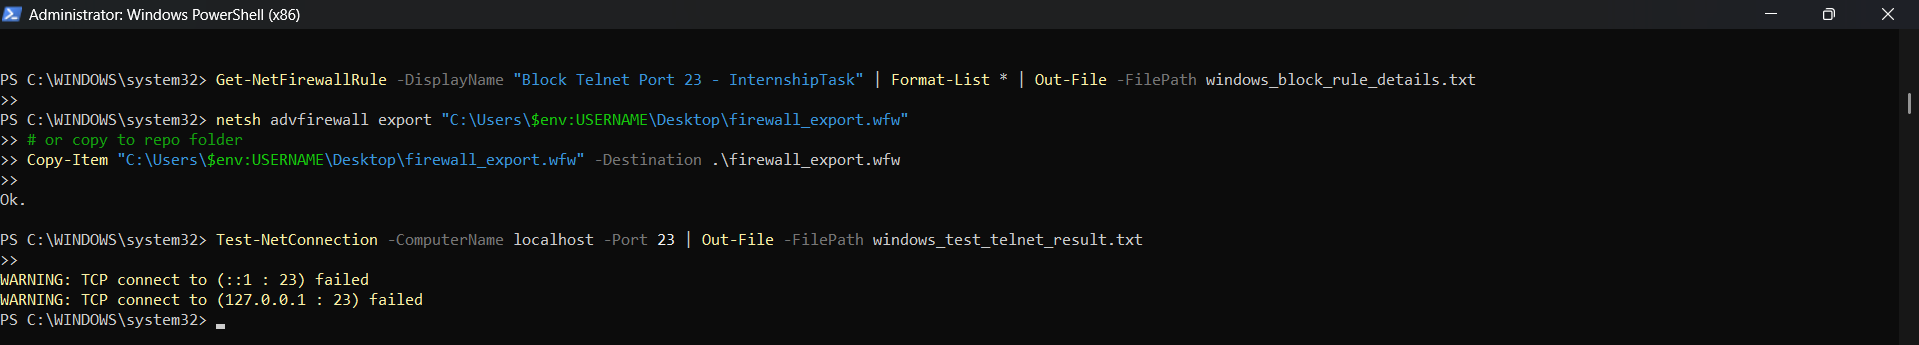 Administrator: Windows PowerShell (x86)
PS C:\WINDOWS\system32> Get-NetFirewallRule -DisplayName "Block Telnet Port 23 - InternshipTask" | Format-List * | Out-File -FilePath windows_block_rule_details.txt
>>
PS C:\WINDOWS\system32> netsh advfirewall export "C:\Users\$env:USERNAME\Desktop\firewall_export.wfw"
>> # or copy to repo folder
>> Copy-Item "C:\Users\$env:USERNAME\Desktop\firewall_export.wfw" -Destination .\firewall_export.wfw
>>
Ok.
PS C:\WINDOWS\system32> Test-NetConnection -ComputerName localhost -Port 23 | Out-File -FilePath windows_test_telnet_result.txt
>>
WARNING: TCP connect to (::1 : 23) failed
WARNING: TCP connect to (127.0.0.1 : 23) failed
PS C:\WINDOWS\system32>